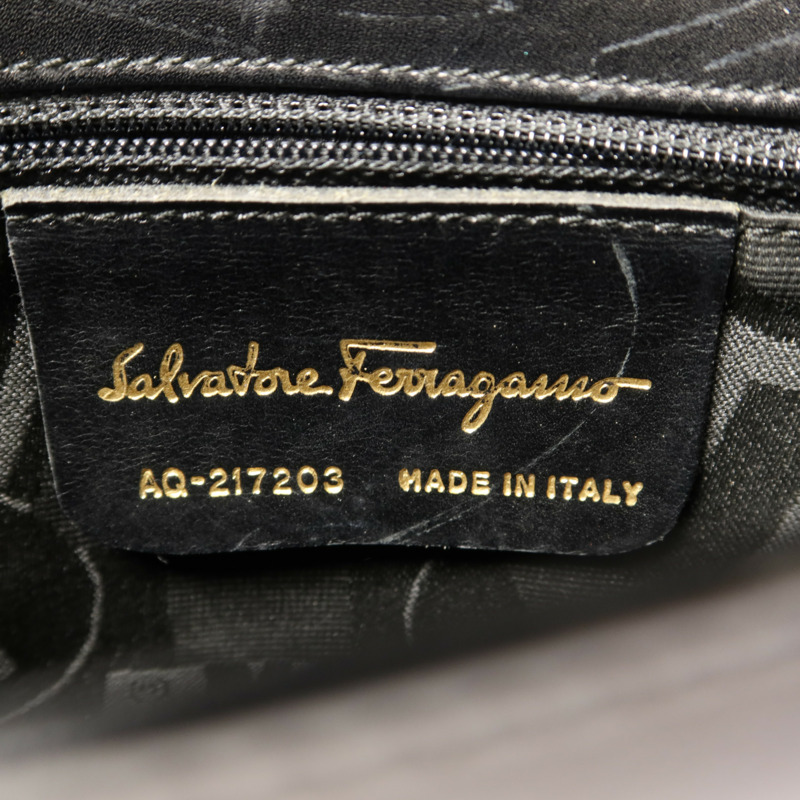 Salvatore Ferragamo
AQ-217203 MADE IN ITALY